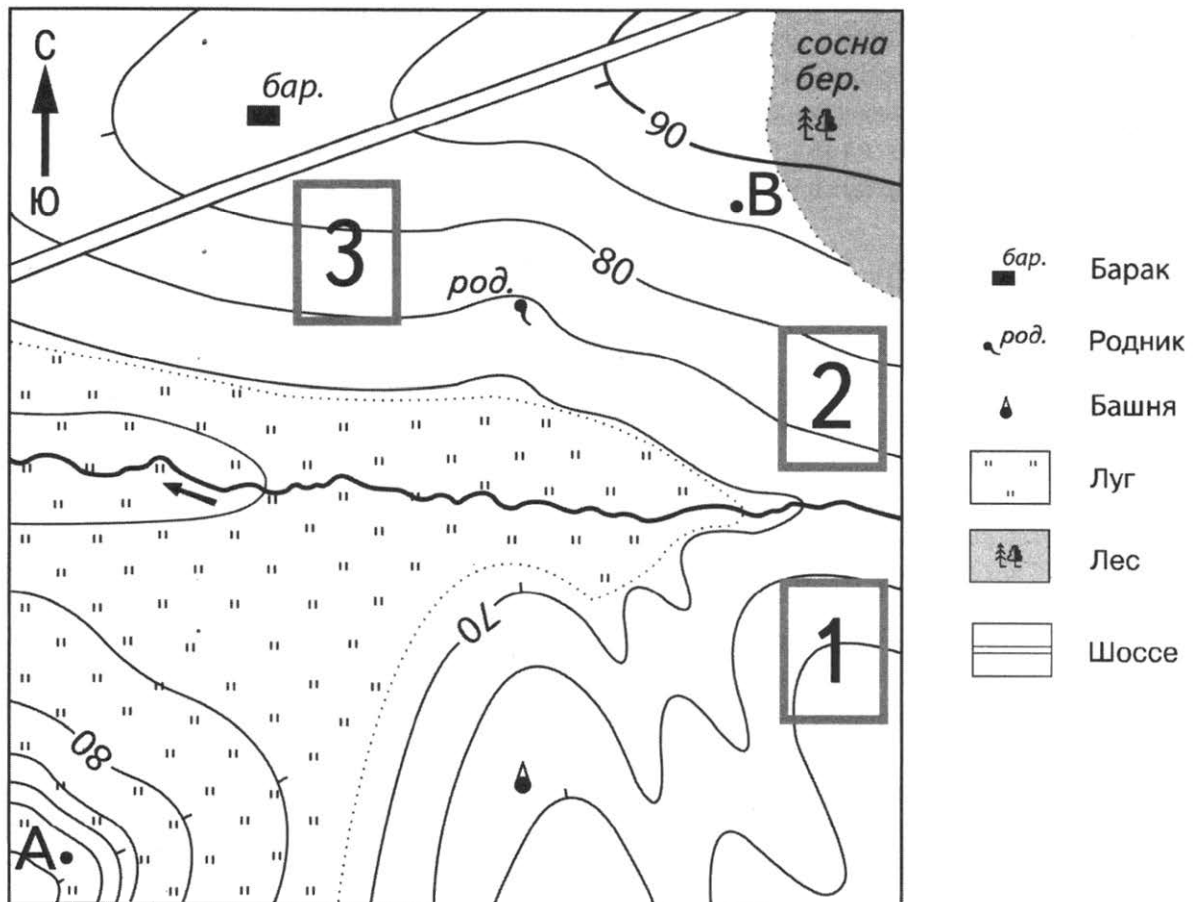 С
бар.
сосна
бер.
90
Ю
В
3
80
бар.
Барак
род.
род.
Родник
2
Башня
Луг
Лес
70
1
Шоссе
80
А